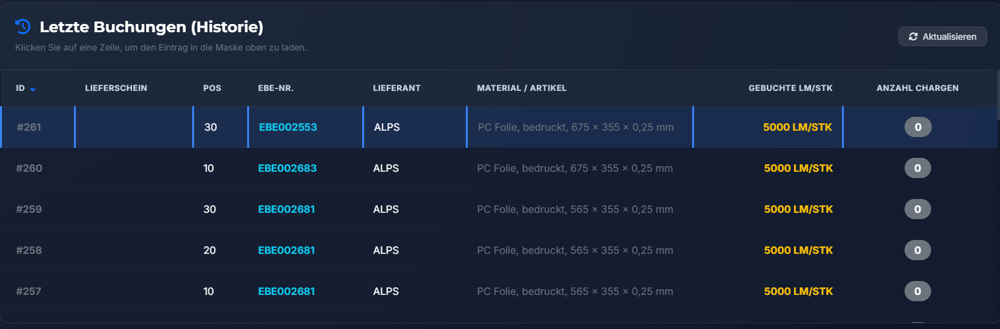 Letzte Buchungen (Historie)
Klicken Sie auf eine Zeile, um den Eintrag in die Maske oben zu laden.
Aktualisieren
ID LIEFERSCHEIN POS EBE-NR. LIEFERANT MATERIAL / ARTIKEL GEBUCHTE LM/STK ANZAHL CHARGEN
#261 30 EBE002553 ALPS PC Folie, bedruckt, 675 × 355 × 0,25 mm 5000 LM/STK 0
#260 10 EBE002683 ALPS PC Folie, bedruckt, 675 × 355 × 0,25 mm 5000 LM/STK 0
#259 30 EBE002681 ALPS PC Folie, bedruckt, 565 × 355 × 0,25 mm 5000 LM/STK 0
#258 20 EBE002681 ALPS PC Folie, bedruckt, 565 × 355 × 0,25 mm 5000 LM/STK 0
#257 10 EBE002681 ALPS PC Folie, bedruckt, 565 × 355 × 0,25 mm 5000 LM/STK 0